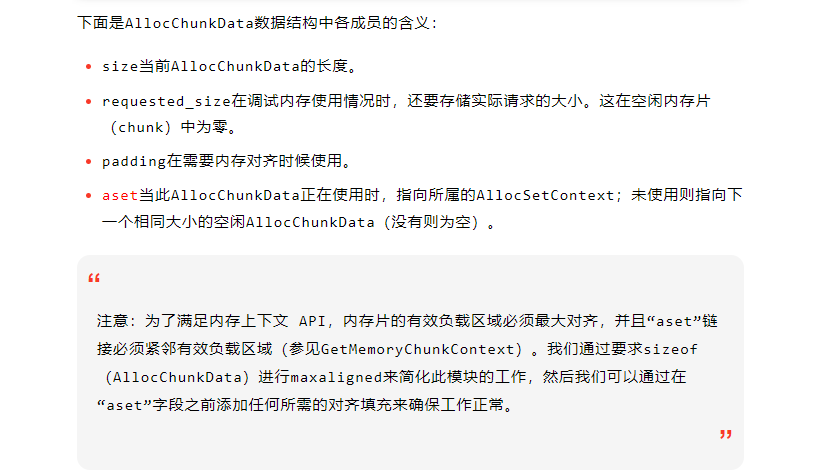 下面是AllocChunkData数据结构中各成员的含义：
• size当前AllocChunkData的长度。
• requested_size在调试内存使用情况时，还要存储实际请求的大小。这在空闲内存片
（chunk）中为零。
• padding在需要内存对齐时候使用。
• aset当此AllocChunkData正在使用时，指向所属的AllocSetContext；未使用则指向下
一个相同大小的空闲AllocChunkData（没有则为空）。
“
注意：为了满足内存上下文 API，内存片的有效负载区域必须最大对齐，并且“aset”链
接必须紧邻有效负载区域（参见GetMemoryChunkContext）。我们通过要求sizeof
（AllocChunkData）进行maxaligned来简化此模块的工作，然后我们可以通过在
“aset”字段之前添加任何所需的对齐填充来确保工作正常。
”